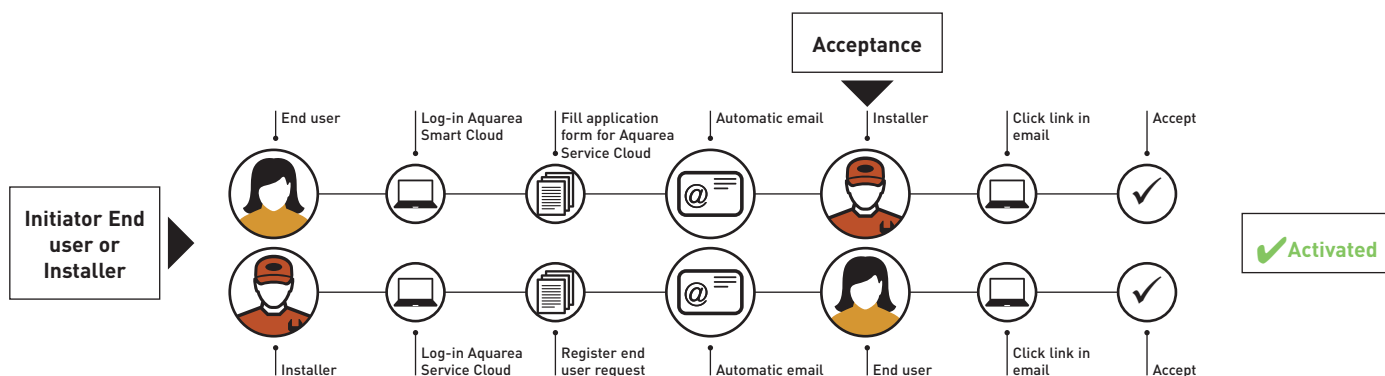 Acceptance
End user
Log-in Aquarea
Smart Cloud
Fill application
form for Aquarea
Service Cloud
Automatic email
Installer
Click link in
email
Accept
@
Initiator End
user or
Installer
Activated
@
Installer
Log-in Aquarea
Service Cloud
Register end
user request
Automatic email
End user
Click link in
email
Accept